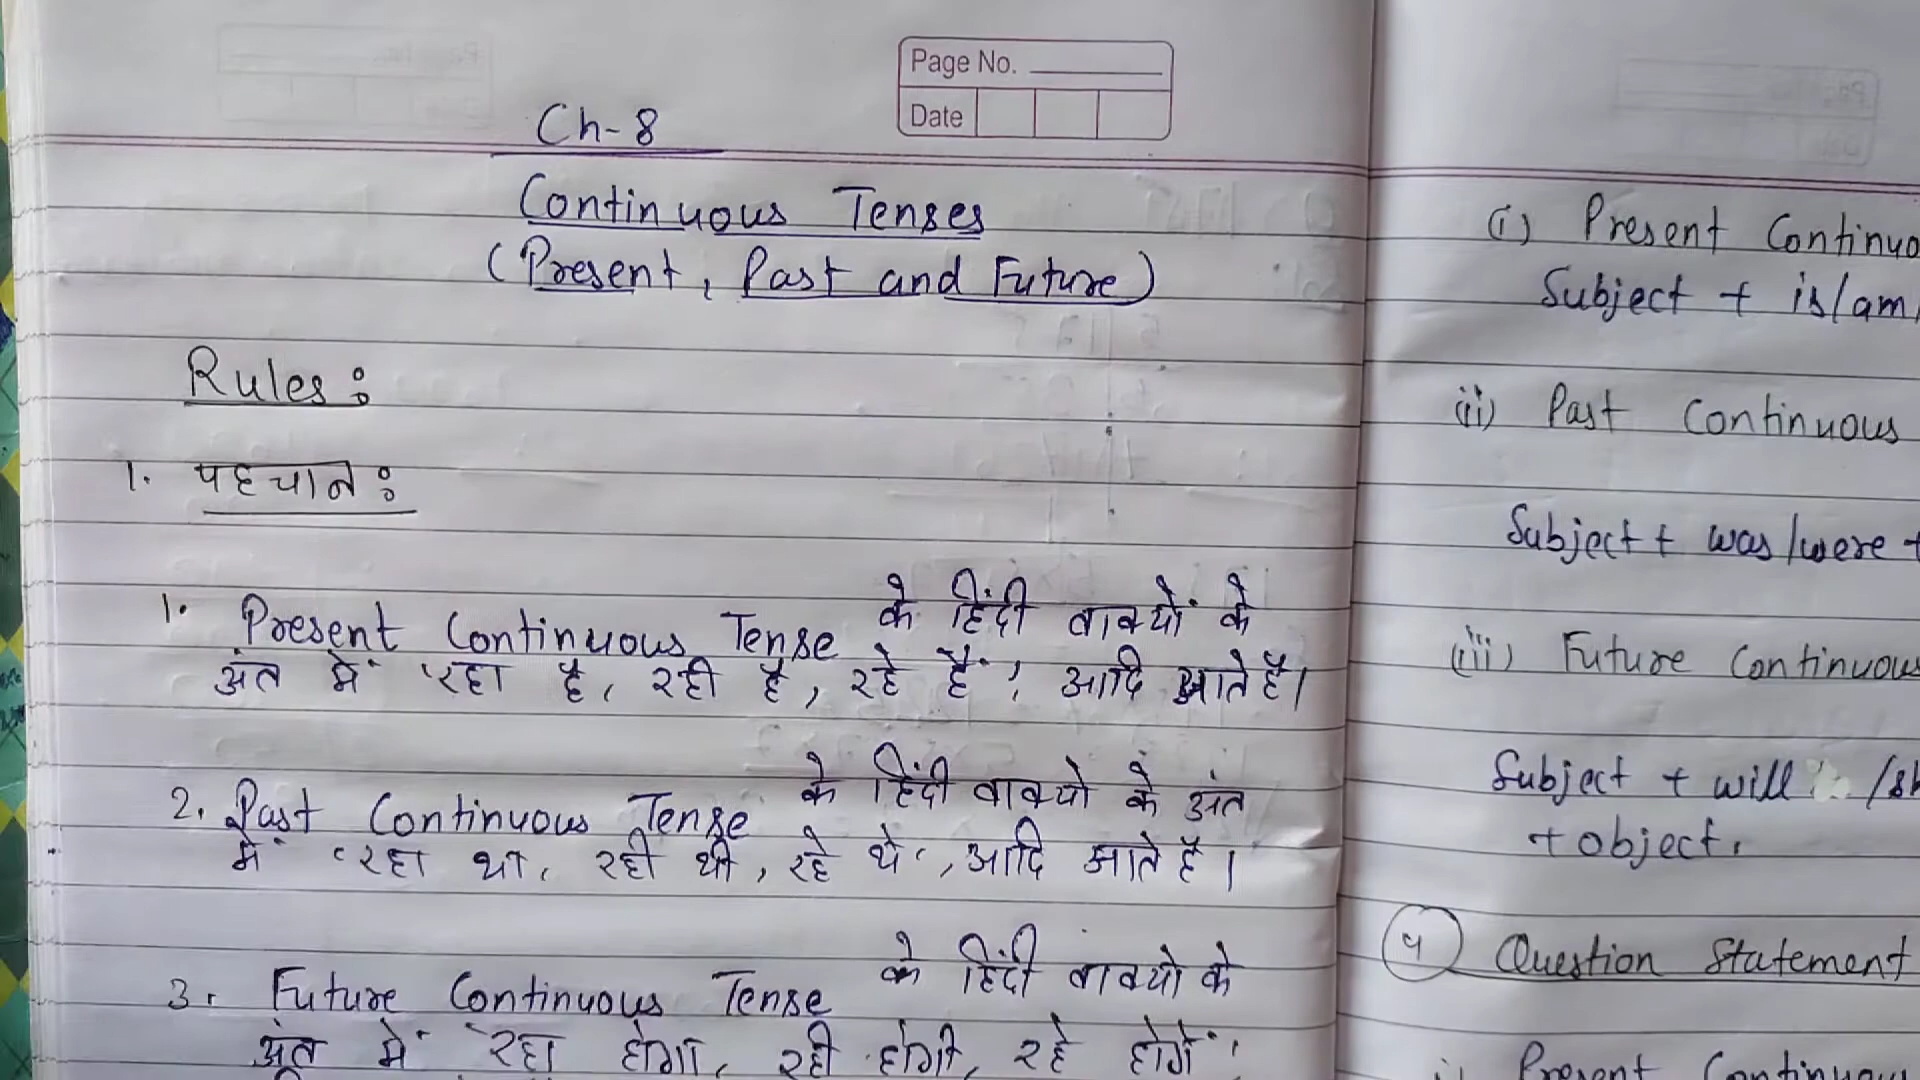 Page No.
Date
Ch-8
Continuous Tenses
(Present, Past and Future)
Rules:
1. पहचान:
1. Present Continuous Tense के हिंदी वाक्यों के
अंत में 'रहा है, रही है, रहे हैं', आदि आते हैं।
2. Past Continuous Tense के हिंदी वाक्यो के अंत
में 'रहा था, रही थी, रहे थे', आदि आते हैं।
3. Future Continuous Tense के हिंदी वाक्यो के
अंत में 'रहा होगा, रही होगी, रहे होगें'
(i) Present Continuo
Subject + is/am
(ii) Past Continuous
Subject + was/were +
(iii) Future Continuous
Subject + will /sh
+ object.
4 Question Statement
i) Present Continuous